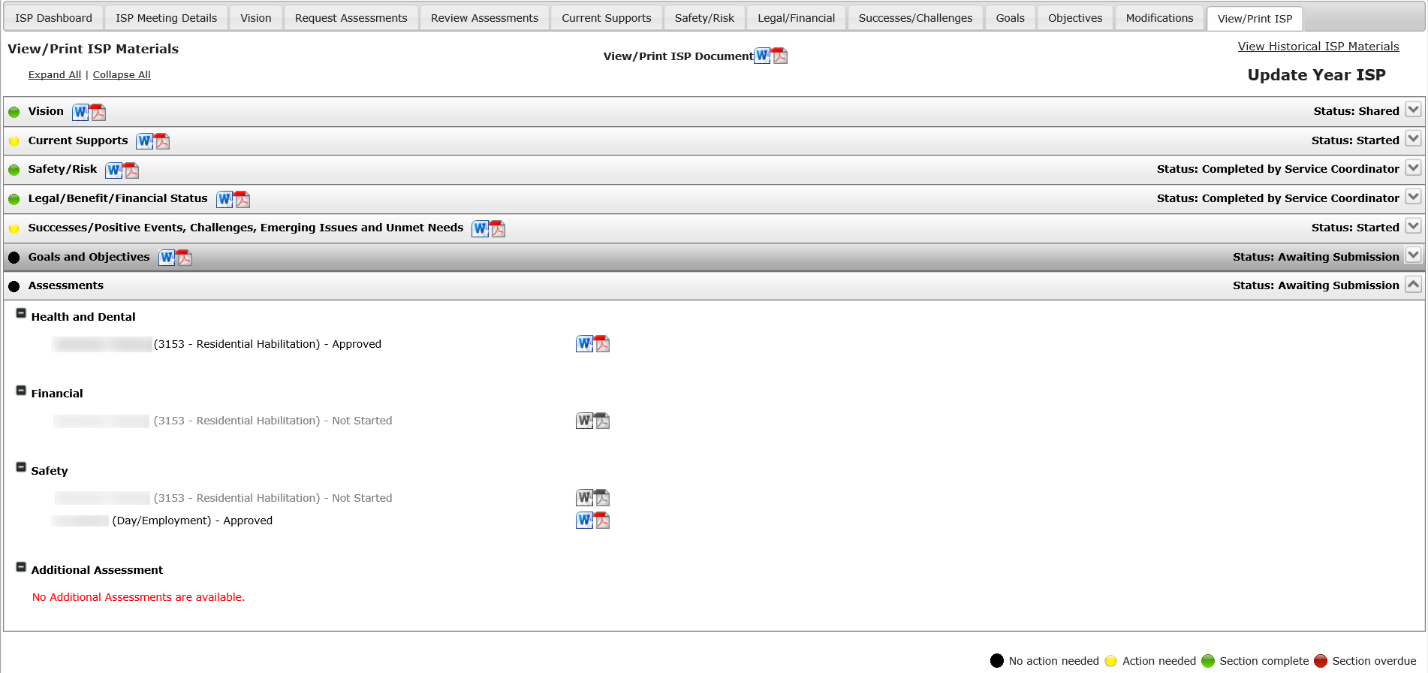 ISP Dashboard ISP Meeting Details Vision Request Assessments Review Assessments Current Supports Safety/Risk Legal/Financial Successes/Challenges Goals Objectives Modifications View/Print ISP
View/Print ISP Materials View/Print ISP Document View Historical ISP Materials
Expand All | Collapse All Update Year ISP
Vision Status: Shared
Current Supports Status: Started
Safety/Risk Status: Completed by Service Coordinator
Legal/Benefit/Financial Status Status: Completed by Service Coordinator
Successes/Positive Events, Challenges, Emerging Issues and Unmet Needs Status: Started
Goals and Objectives Status: Awaiting Submission
Assessments Status: Awaiting Submission
Health and Dental
(3153 - Residential Habilitation) - Approved
Financial
(3153 - Residential Habilitation) - Not Started
Safety
(3153 - Residential Habilitation) - Not Started
(Day/Employment) - Approved
Additional Assessment
No Additional Assessments are available.
No action needed Action needed Section complete Section overdue